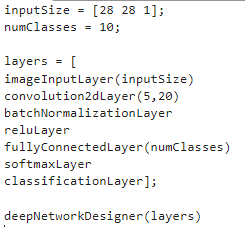 inputSize = [28 28 1];
numClasses = 10;
layers = [
imageInputLayer(inputSize)
convolution2dLayer(5,20)
batchNormalizationLayer
reluLayer
fullyConnectedLayer(numClasses)
softmaxLayer
classificationLayer];
deepNetworkDesigner(layers)